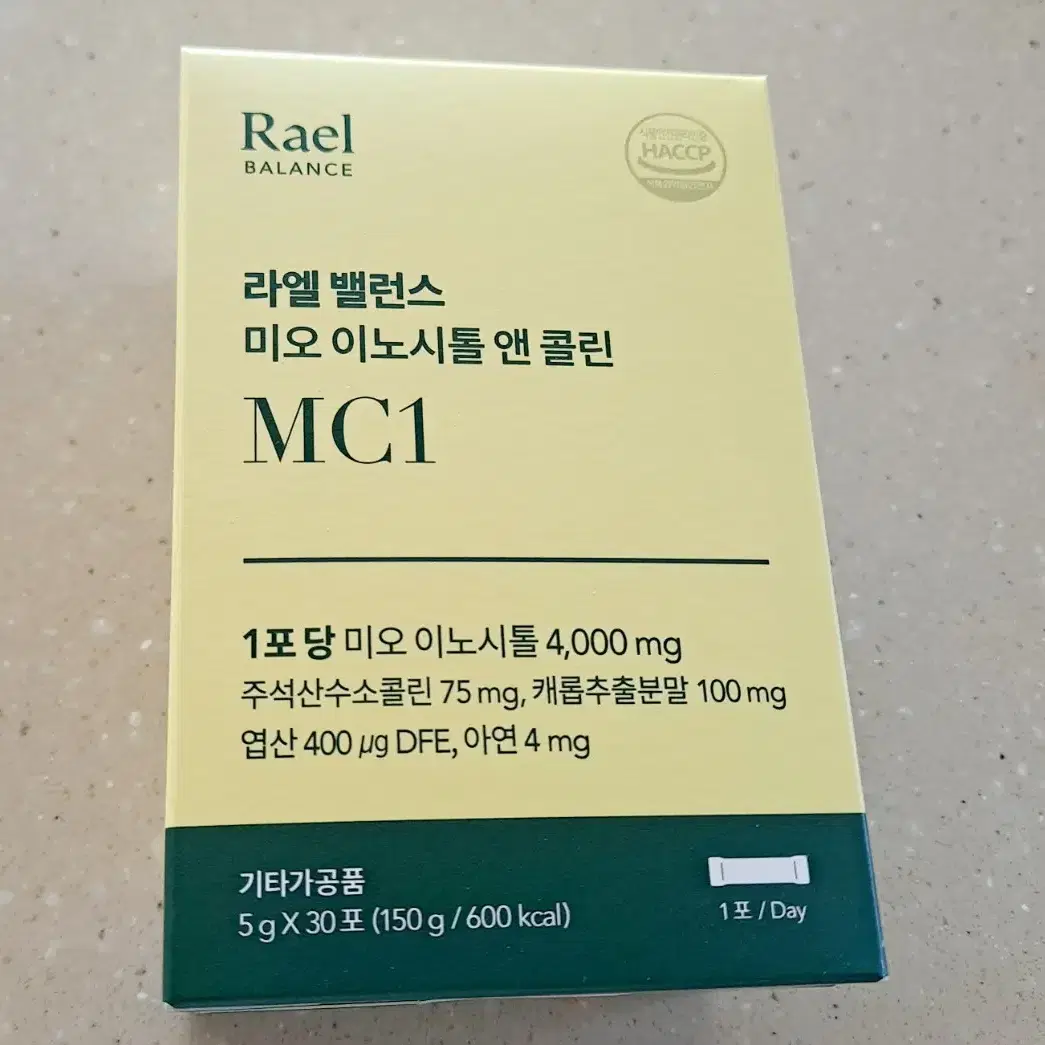 Rael
BALANCE
HACCP
라엘 밸런스
미오 이노시톨 앤 콜린
MC1
1포당 미오 이노시톨 4,000 mg
주석산수소콜린 75 mg, 캐롭추출분말 100 mg
엽산 400 μg DFE, 아연 4 mg
기타가공품
5 g X 30 포 (150 g / 600 kcal)
1 포 / Day